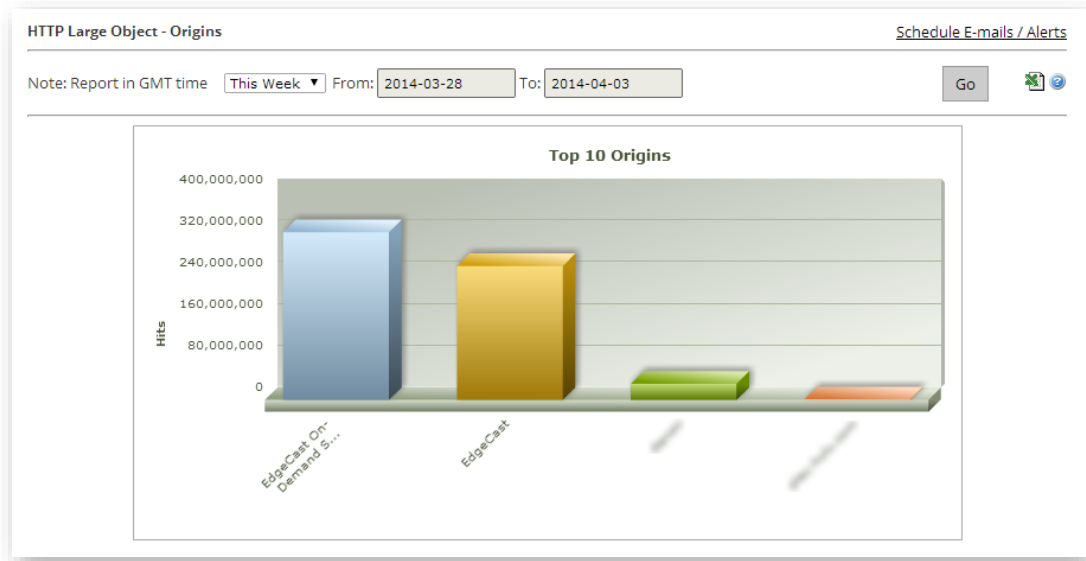 HTTP Large Object - Origins
Schedule E-mails / Alerts
Note: Report in GMT time This Week From: 2014-03-28 To: 2014-04-03 Go
Top 10 Origins
400,000,000
320,000,000
240,000,000
160,000,000
80,000,000
0
Hits
EdgeCast On-
Demand S...
EdgeCast